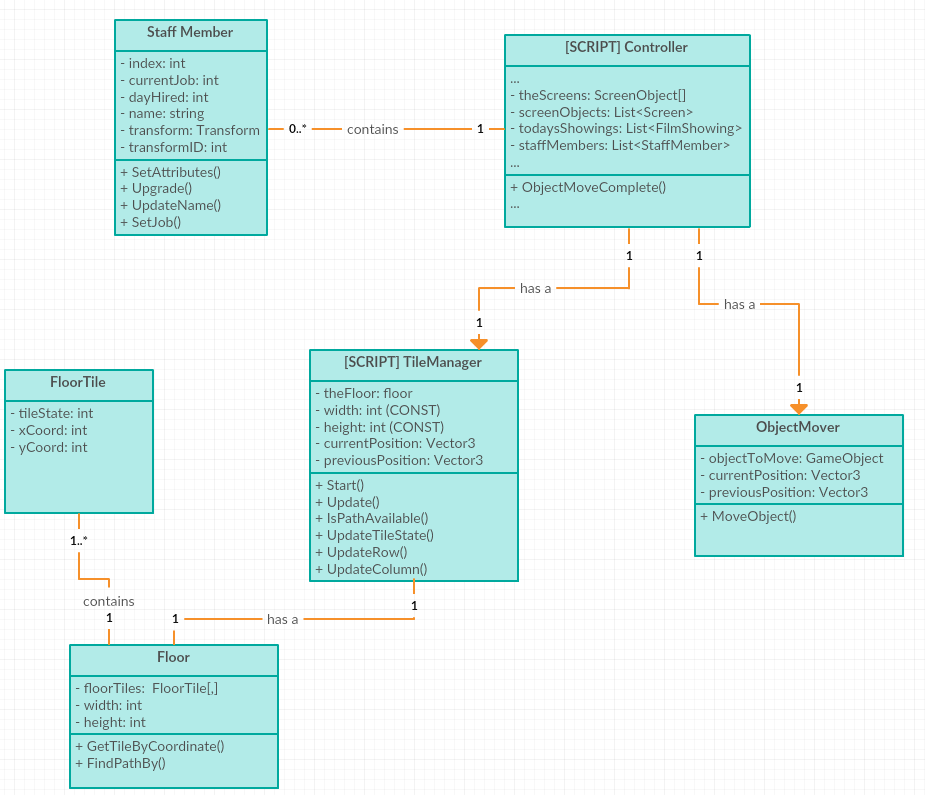 Staff Member
- index: int
- currentJob: int
- dayHired: int
- name: string
- transform: Transform
- transformID: int
+ SetAttributes()
+ Upgrade()
+ UpdateName()
+ SetJob()
0..*
contains
1
[SCRIPT] Controller
...
- theScreens: ScreenObject[]
- screenObjects: List<Screen>
- todaysShowings: List<FilmShowing>
- staffMembers: List<StaffMember>
...
+ ObjectMoveComplete()
...
1
has a
1
1
has a
1
[SCRIPT] TileManager
- theFloor: floor
- width: int (CONST)
- height: int (CONST)
- currentPosition: Vector3
- previousPosition: Vector3
+ Start()
+ Update()
+ IsPathAvailable()
+ UpdateTileState()
+ UpdateRow()
+ UpdateColumn()
ObjectMover
- objectToMove: GameObject
- currentPosition: Vector3
- previousPosition: Vector3
+ MoveObject()
FloorTile
- tileState: int
- xCoord: int
- yCoord: int
1..*
contains
1
1
has a
1
Floor
- floorTiles:  FloorTile[,]
- width: int
- height: int
+ GetTileByCoordinate()
+ FindPathBy()